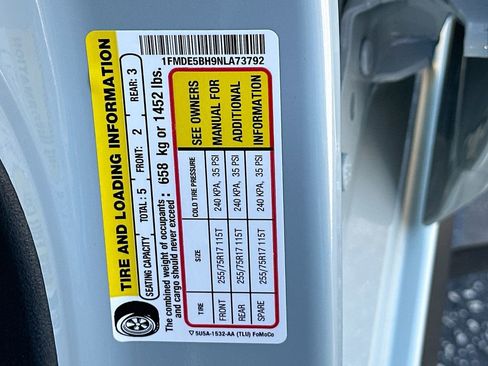 1FMDE5BH9NLA73792
TIRE AND LOADING INFORMATION
SEATING CAPACITY TOTAL: 5 FRONT: 2 REAR: 3
The combined weight of occupants : 658 kg or 1452 lbs.
and cargo should never exceed :
TIRE SIZE COLD TIRE PRESSURE
FRONT 255/75R17 115T 240 KPA, 35 PSI
REAR 255/75R17 115T 240 KPA, 35 PSI
SPARE 255/75R17 115T 240 KPA, 35 PSI
SEE OWNERS
MANUAL FOR
ADDITIONAL
INFORMATION
5U5A-1532-AA (TLU) FoMoCo